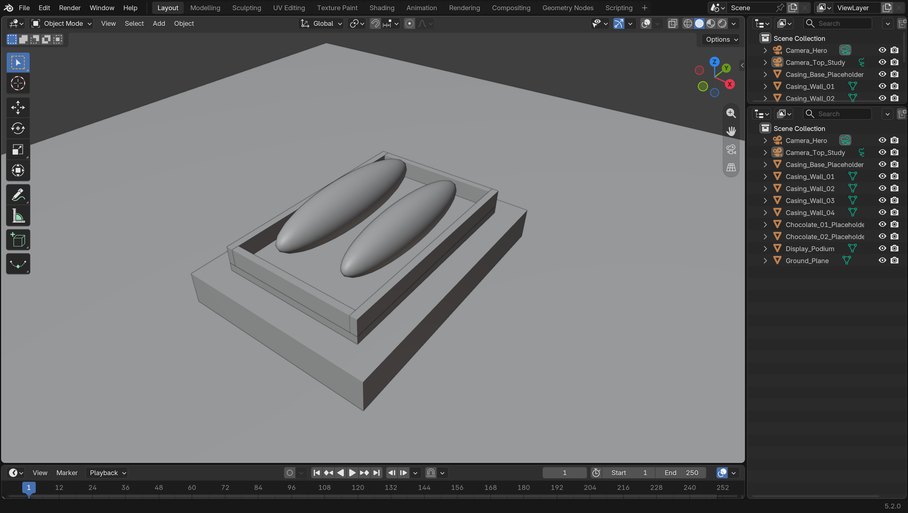 File Edit Render Window Help Layout Modelling Sculpting UV Editing Texture Paint Shading Animation Rendering Compositing Geometry Nodes Scripting + Scene ViewLayer
Object Mode View Select Add Object Global Search
Options
Z
Y
X
Scene Collection
Camera_Hero
Camera_Top_Study
Casing_Base_Placeholder
Casing_Wall_01
Casing_Wall_02
Search
Scene Collection
Camera_Hero
Camera_Top_Study
Casing_Base_Placeholder
Casing_Wall_01
Casing_Wall_02
Casing_Wall_03
Casing_Wall_04
Chocolate_01_Placeholde
Chocolate_02_Placeholde
Display_Podium
Ground_Plane
View Marker Playback 1 Start 1 End 250
1 12 24 36 48 60 72 84 96 108 120 132 144 156 168 180 192 204 216 228 240 252
5.2.0